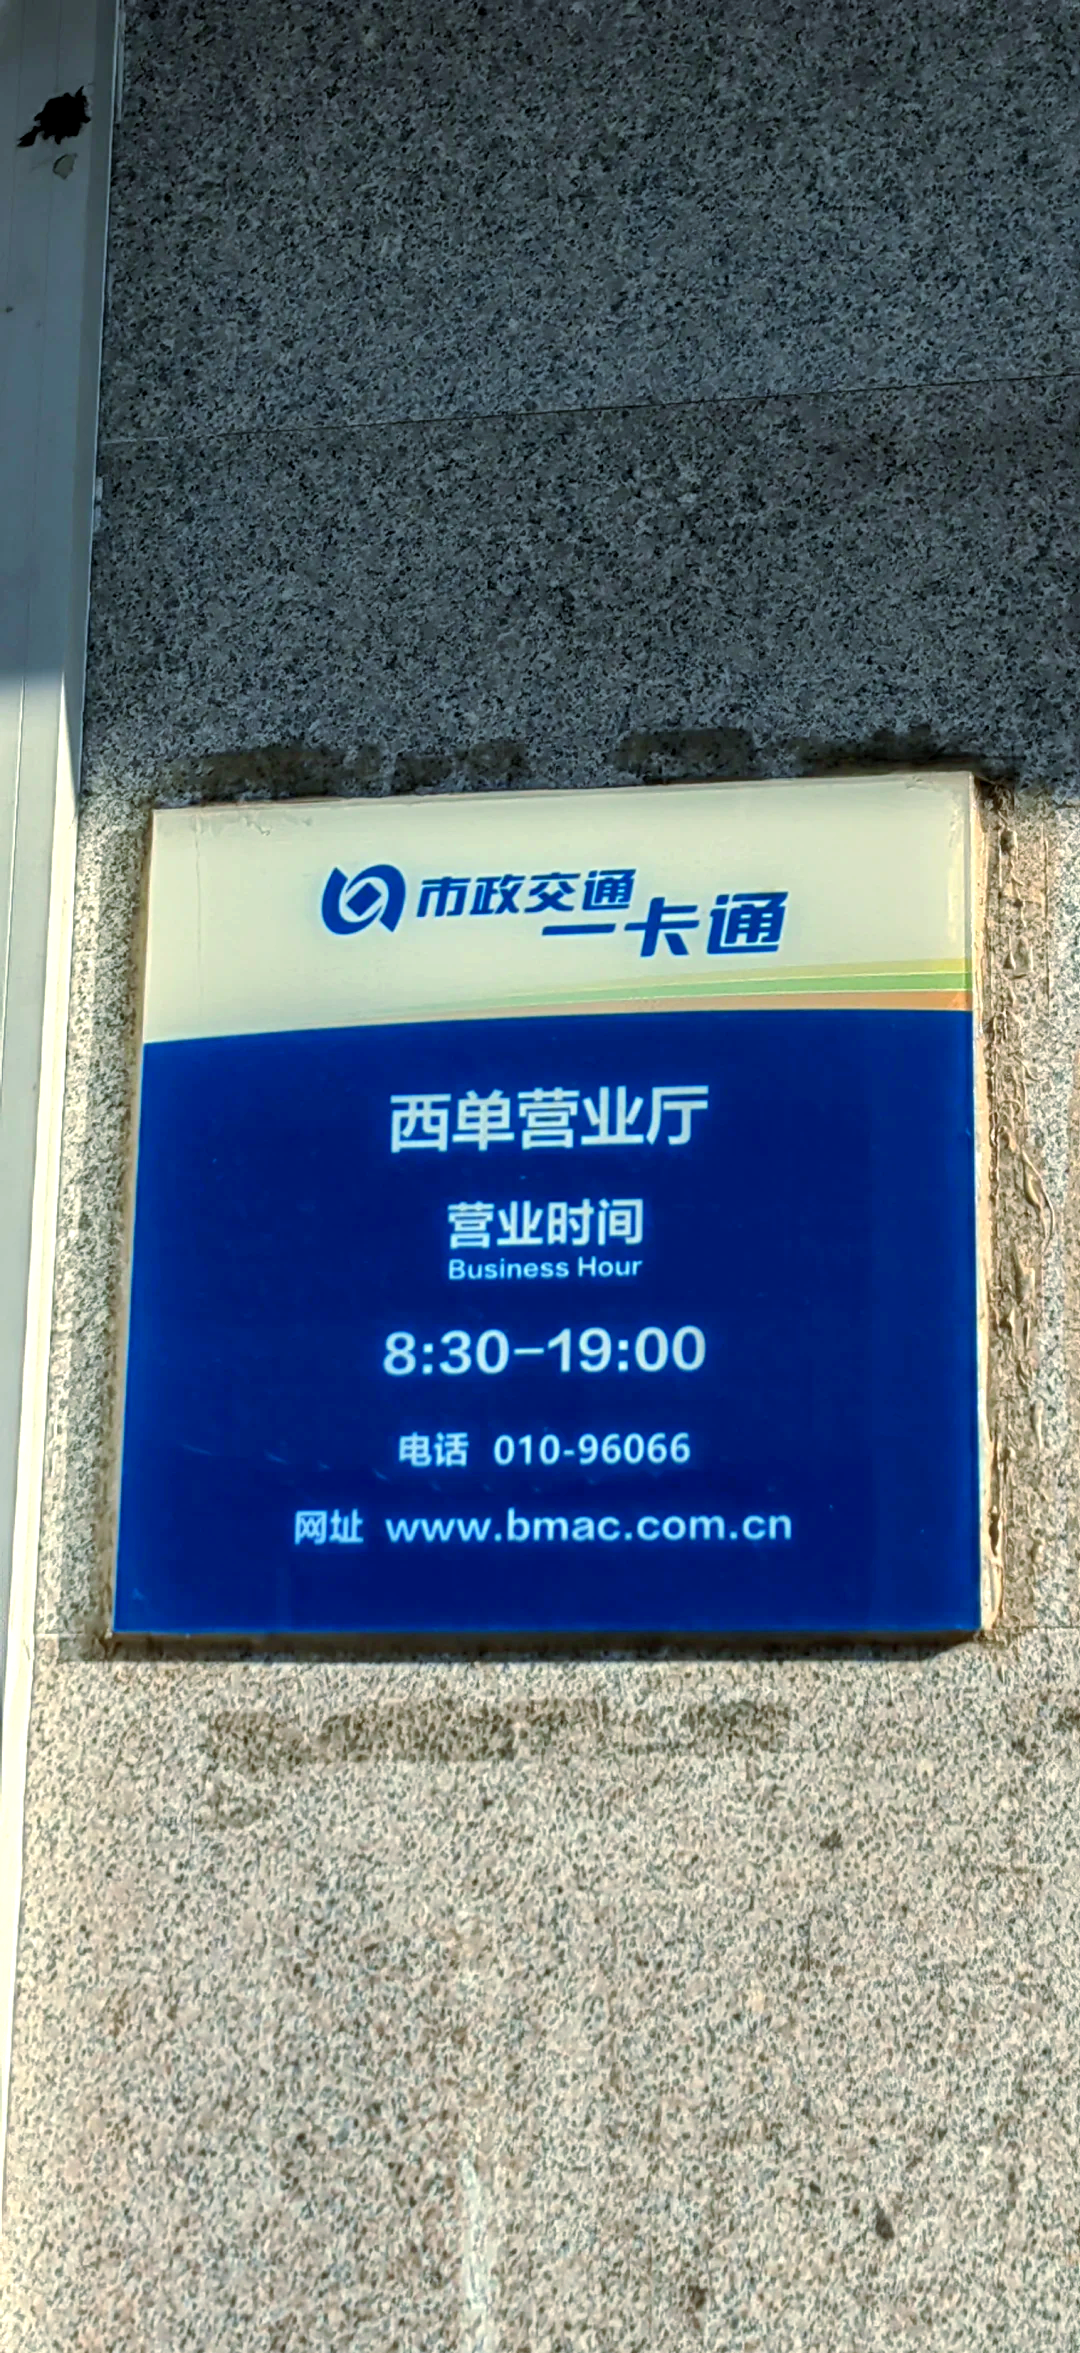 市政交通
一卡通
西单营业厅
营业时间
Business Hour
8:30-19:00
电话 010-96066
网址 www.bmac.com.cn